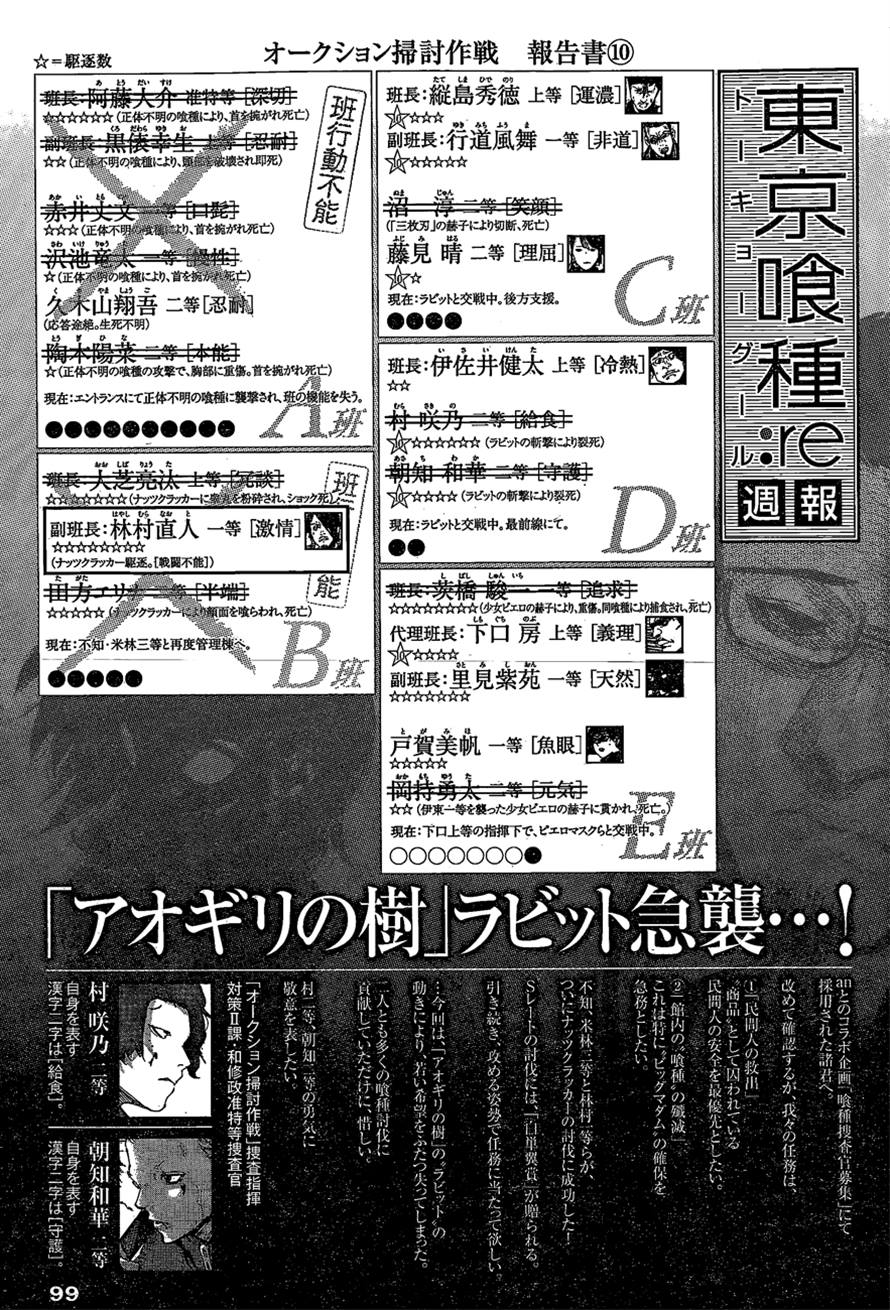 オークション掃討作戦 報告書⑩
☆=駆逐数
東京喰種:re
トーキョーグール
週報
班長:阿藤大介 准特等[深切]
☆☆☆☆☆☆(正体不明の喰種により、首を捥がれ死亡)
副班長:黒俵幸生 上等[忍耐]
☆☆(正体不明の喰種により、頭部を破壊され即死)
赤井丈文 一等[口髭]
☆☆☆(正体不明の喰種により、首を捥がれ死亡)
沢池竜太 一等[慢性]
☆(正体不明の喰種により、首を捥がれ死亡)
久木山翔吾 二等[忍耐]
(応答途絶。生死不明)
陶木陽菜 二等[本能]
☆(正体不明の喰種の攻撃で、胸部に重傷。首を捥がれ死亡)
現在:エントランスにて正体不明の喰種に襲撃され、班の機能を失う。
●●●●●●●●●●
A班
班行動不能
班長:大芝亮汰 上等[冗談]
☆☆☆☆☆☆☆(ナッツクラッカーに睾丸を粉砕され、ショック死)
副班長:林村直人 一等[激情]
☆☆☆☆☆☆☆☆
(ナッツクラッカー駆逐。[戦闘不能])
田方エリナ 二等[半端]
☆☆☆☆☆(ナッツクラッカーにより顔面を喰らわれ、死亡)
現在:不知・米林三等と再度管理棟へ。
●●●●●
B班
班長:縦島秀徳 上等[運濃]
☆☆☆☆
副班長:行道風舞 一等[非道]
☆☆☆☆☆☆
沼 淳 二等[笑顔]
(「三枚刃」の赫子により切断、死亡)
藤見 晴 二等[理屈]
☆☆
現在:ラビットと交戦中。後方支援。
●●●●
C班
班長:伊佐井健太 上等[冷熱]
☆☆
村 咲乃 二等[給食]
☆☆☆☆☆☆☆(ラビットの斬撃により裂死)
朝知 和華 二等[守護]
☆☆☆☆☆(ラビットの斬撃により裂死)
現在:ラビットと交戦中。最前線にて。
●●
D班
班長:茨橋 駿一 一等[追求]
☆☆☆☆☆☆☆☆(少女ピエロの赫子により、重傷。同喰種により捕食され、死亡)
代理班長:下口 房 上等[義理]
☆☆☆☆☆
副班長:里見紫苑 一等[天然]
☆☆☆☆☆☆☆
戸賀美帆 一等[魚眼]
☆☆☆☆☆
岡持勇太 二等[元気]
☆☆(伊東一等を襲った少女ピエロの赫子に貫かれ、死亡。)
現在:下口上等の指揮下で、ピエロマスクらと交戦中。
○○○○○○○●
E班
「アオギリの樹」ラビット急襲…!
anとのコラボ企画「喰種捜査官募集」にて
採用された諸君へ。
改めて確認するが、我々の任務は、
①「民間人の救出」
“商品”として囚われている
民間人の安全を最優先としたい。
②「館内の“喰種”の殲滅」
これは特に“ビッグマダム”の確保を
急務としたい。
不知、米林三等と林村一等らが、
ついにナッツクラッカーの討伐に成功した!
Sレートの討伐には、「白単翼賞」が贈られる。
引き続き、攻める姿勢で任務に当たって欲しい。
…今回は、「アオギリの樹」の“ラビット”の
動きにより、若い希望をふたつ失ってしまった。
二人とも多くの喰種討伐に
貢献していただけに、惜しい。
村二等、朝知二等の勇気に
敬意を表したい。
「オークション掃討作戦」捜査指揮
対策Ⅱ課・和修政准特等捜査官
村 咲乃 二等
自身を表す
漢字二字は[給食]。
朝知和華 二等
自身を表す
漢字二字は[守護]。
99